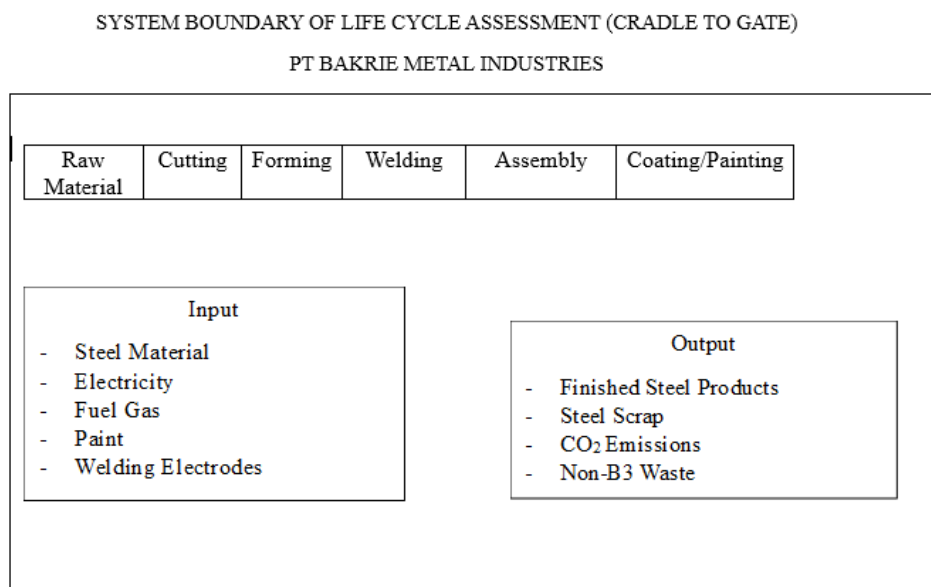 SYSTEM BOUNDARY OF LIFE CYCLE ASSESSMENT (CRADLE TO GATE)
PT BAKRIE METAL INDUSTRIES
Raw Material
Cutting
Forming
Welding
Assembly
Coating/Painting
Input
- Steel Material
- Electricity
- Fuel Gas
- Paint
- Welding Electrodes
Output
- Finished Steel Products
- Steel Scrap
- CO₂ Emissions
- Non-B3 Waste